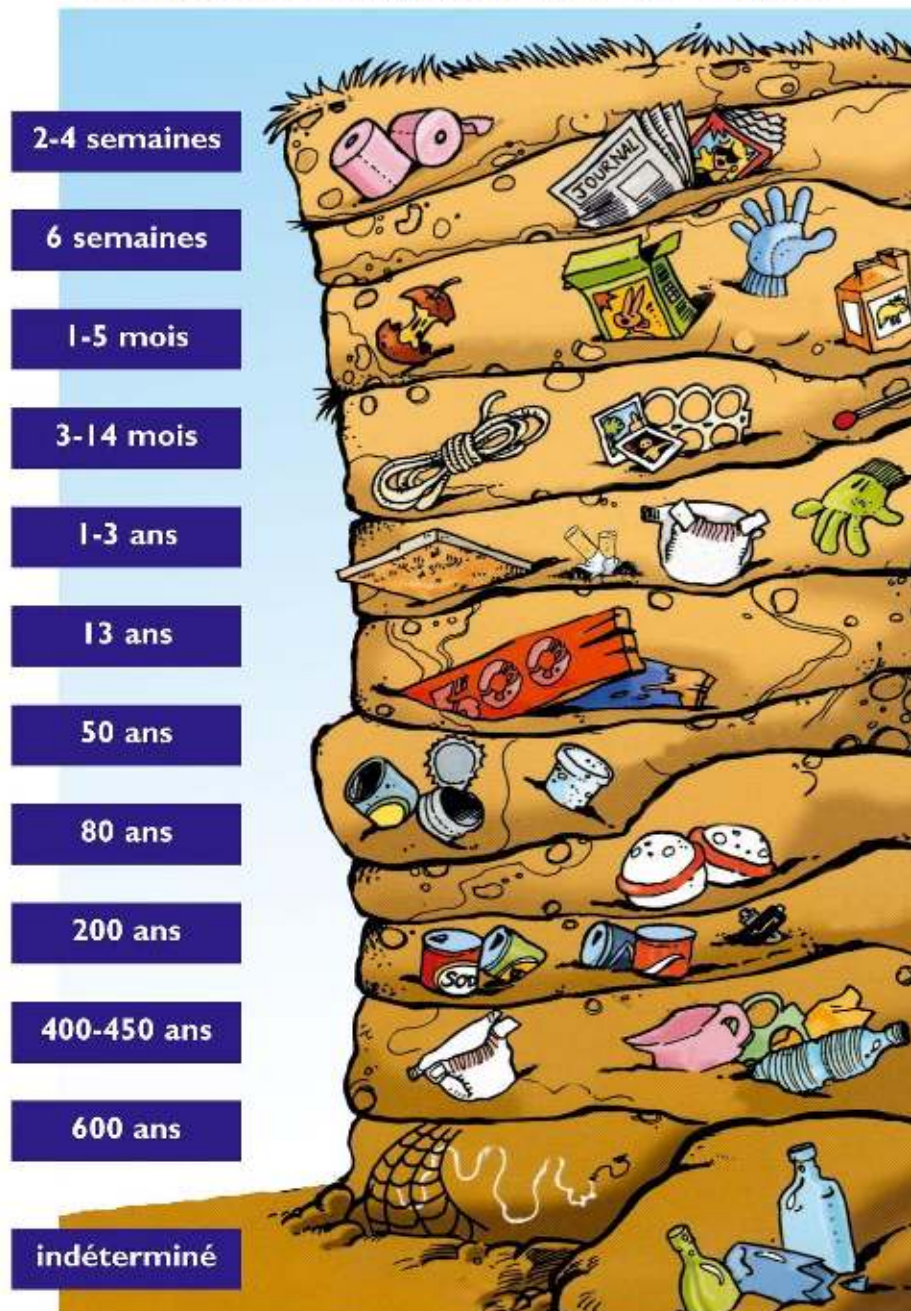 2-4 semaines
JOURNAL
6 semaines
1-5 mois
3-14 mois
1-3 ans
13 ans
50 ans
80 ans
200 ans
SOD
400-450 ans
600 ans
indéterminé